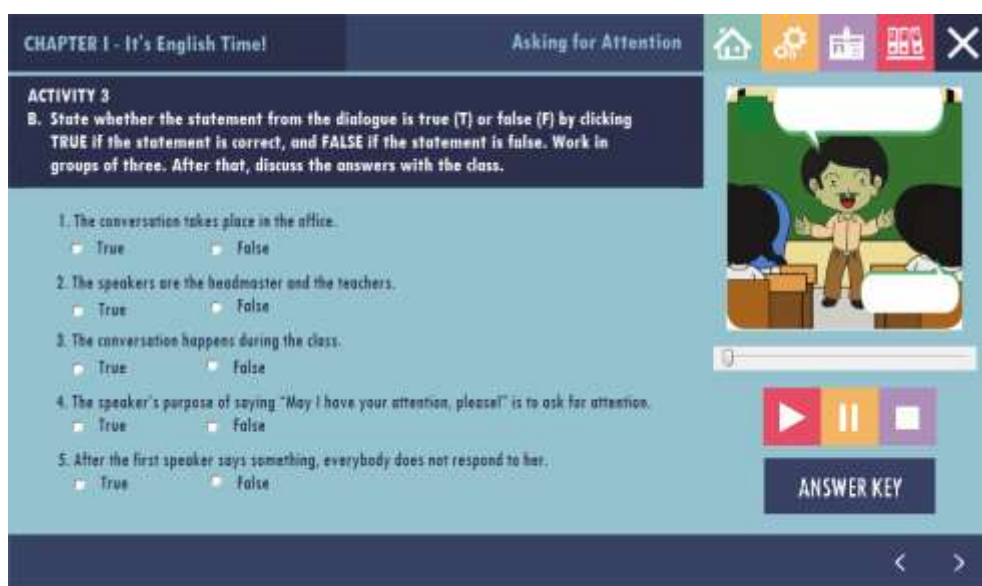 CHAPTER I - It's English Time!
Asking for Attention
ACTIVITY 3
B. State whether the statement from the dialogue is true (T) or false (F) by clicking
TRUE if the statement is correct, and FALSE if the statement is false. Work in
groups of three. After that, discuss the answers with the class.
1. The conversation takes place in the office.
True False
2. The speakers are the headmaster and the teachers.
True False
3. The conversation happens during the class.
True False
4. The speaker's purpose of saying "May I have your attention, please!" is to ask for attention.
True False
5. After the first speaker says something, everybody does not respond to her.
True False
ANSWER KEY